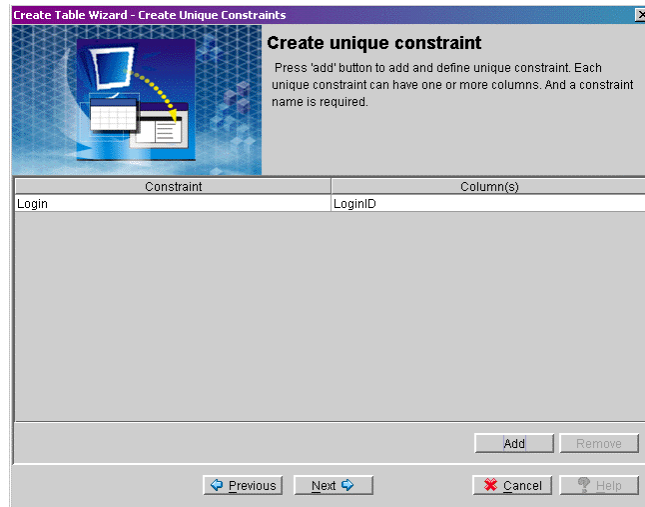 Create Table Wizard - Create Unique Constraints
Create unique constraint
Press 'add' button to add and define unique constraint. Each
unique constraint can have one or more columns. And a constraint
name is required.
Constraint Column(s)
Login LoginID
Add Remove
Previous Next Cancel Help